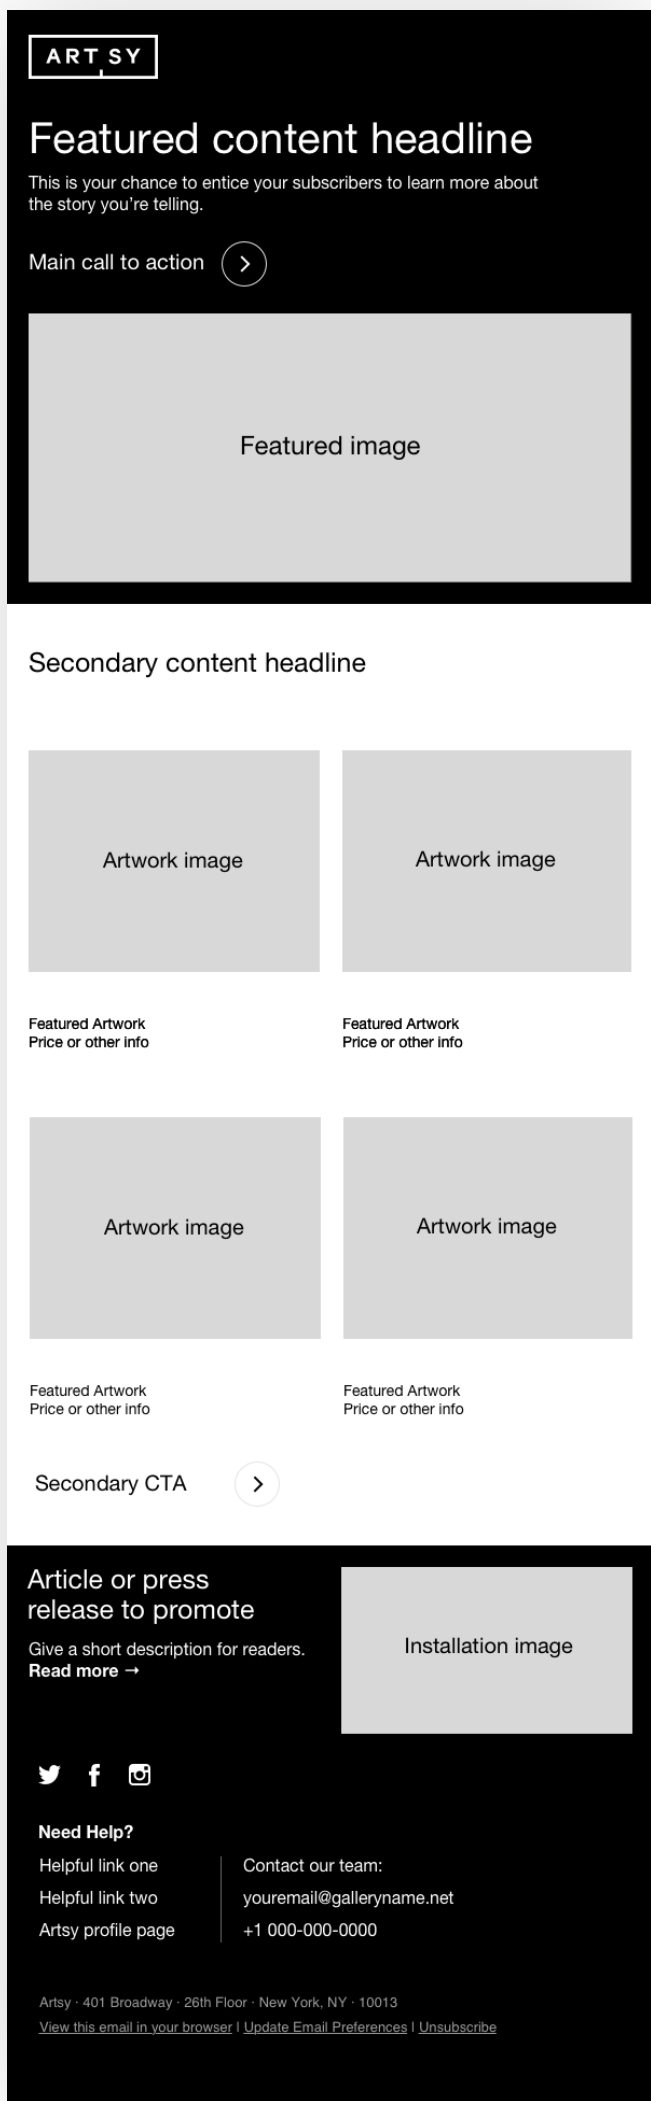 ARTSY
Featured content headline
This is your chance to entice your subscribers to learn more about
the story you're telling.
Main call to action
Featured image
Secondary content headline
Artwork image
Artwork image
Featured Artwork
Price or other info
Featured Artwork
Price or other info
Artwork image
Artwork image
Featured Artwork
Price or other info
Featured Artwork
Price or other info
Secondary CTA
Article or press
release to promote
Give a short description for readers.
Read more →
Installation image
Need Help?
Helpful link one
Helpful link two
Artsy profile page
Contact our team:
youremail@galleryname.net
+1 000-000-0000
Artsy · 401 Broadway · 26th Floor · New York, NY · 10013
View this email in your browser | Update Email Preferences | Unsubscribe